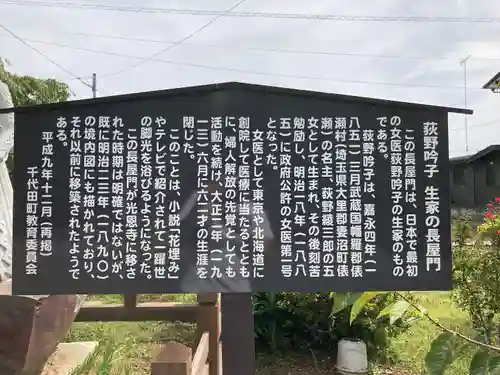 荻野吟子 生家の長屋門
この長屋門は、日本で最初
の女医荻野吟子の生家のもの
である。
荻野吟子は、嘉永四年(一
八五一)三月武蔵国幡羅郡俵
瀬村(埼玉県大里郡妻沼町俵
瀬)の名主、荻野綾三郎の五
女として生まれ、その後刻苦
勉励し、明治一八年(一八八
五)に政府公許の女医第一号
となった。
女医として東京や北海道に
創院して医療に当たるととも
に、婦人解放の先覚としても
活動を続け、大正二年(一九
一三)六月に六二才の生涯を
閉じた。
このことは、小説「花埋み」
やテレビで紹介されて一躍世
の脚光を浴びるようになった。
この長屋門が光恩寺に移さ
れた時期は明確ではないが、
既に明治二三年(一八九〇)
の境内図にも描かれており、
それ以前に移築されたようで
ある。
平成九年十二月(再掲)
千代田町教育委員会